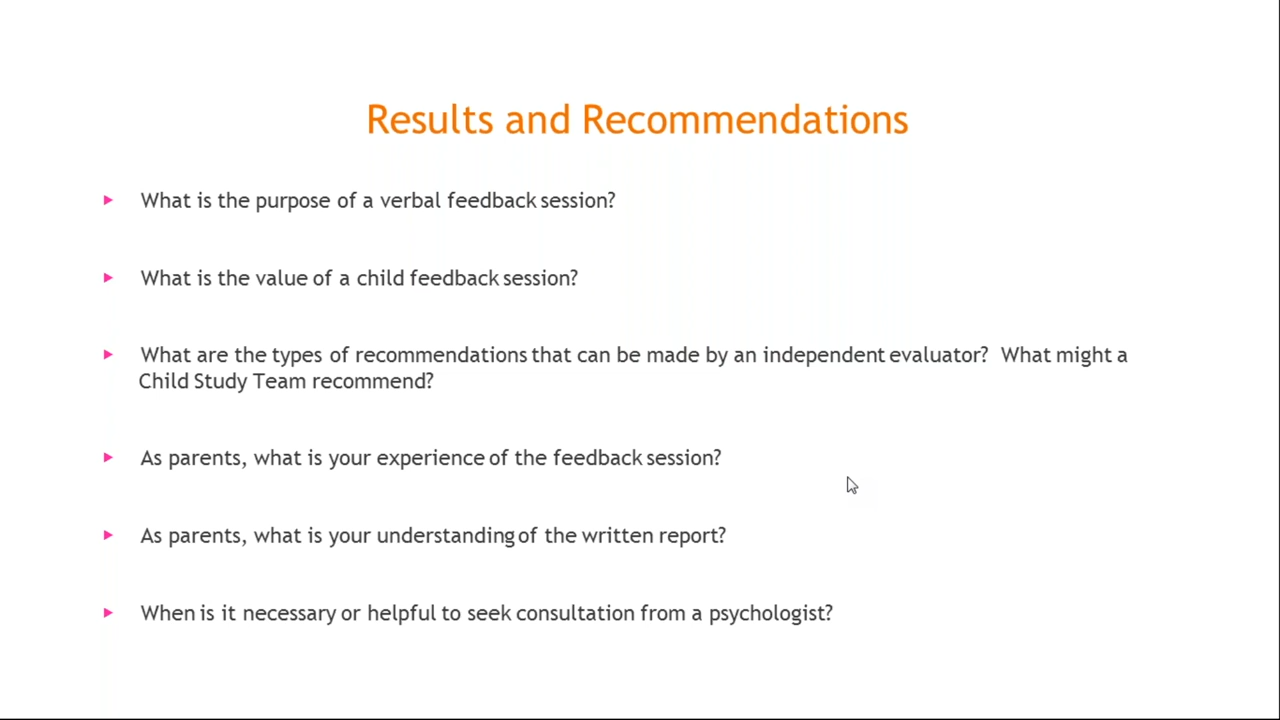 Results and Recommendations
What is the purpose of a verbal feedback session?
What is the value of a child feedback session?
What are the types of recommendations that can be made by an independent evaluator? What might a
Child Study Team recommend?
As parents, what is your experience of the feedback session?
As parents, what is your understanding of the written report?
When is it necessary or helpful to seek consultation from a psychologist?